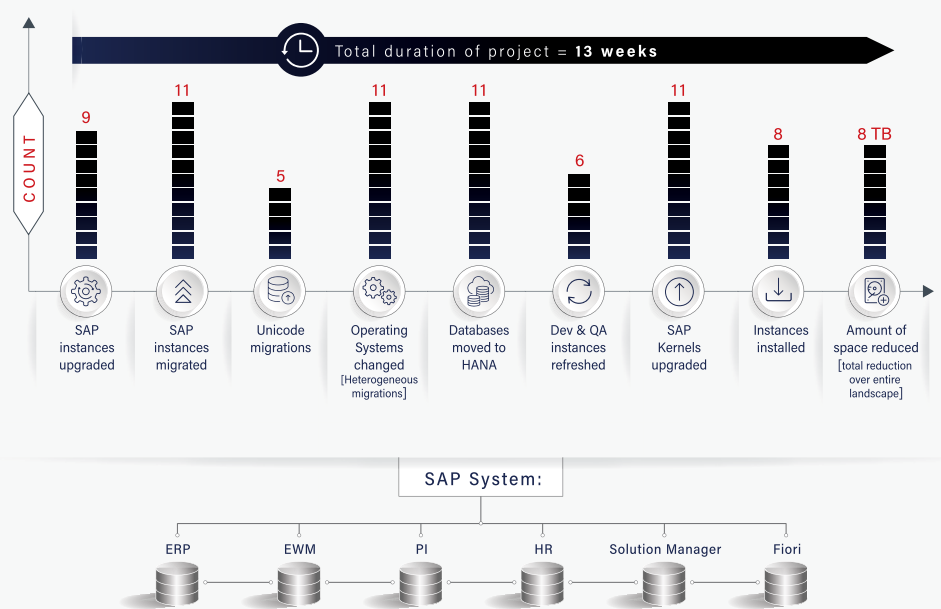 Total duration of project = 13 weeks
COUNT
9
11
5
11
11
6
11
8
8 TB
SAP
instances
upgraded
SAP
instances
migrated
Unicode
migrations
Operating
Systems
changed
[Heterogeneous
migrations]
Databases
moved to
HANA
Dev & QA
instances
refreshed
SAP
Kernels
upgraded
Instances
installed
Amount of
space reduced
[total reduction
over entire
landscape]
SAP System:
ERP
EWM
PI
HR
Solution Manager
Fiori